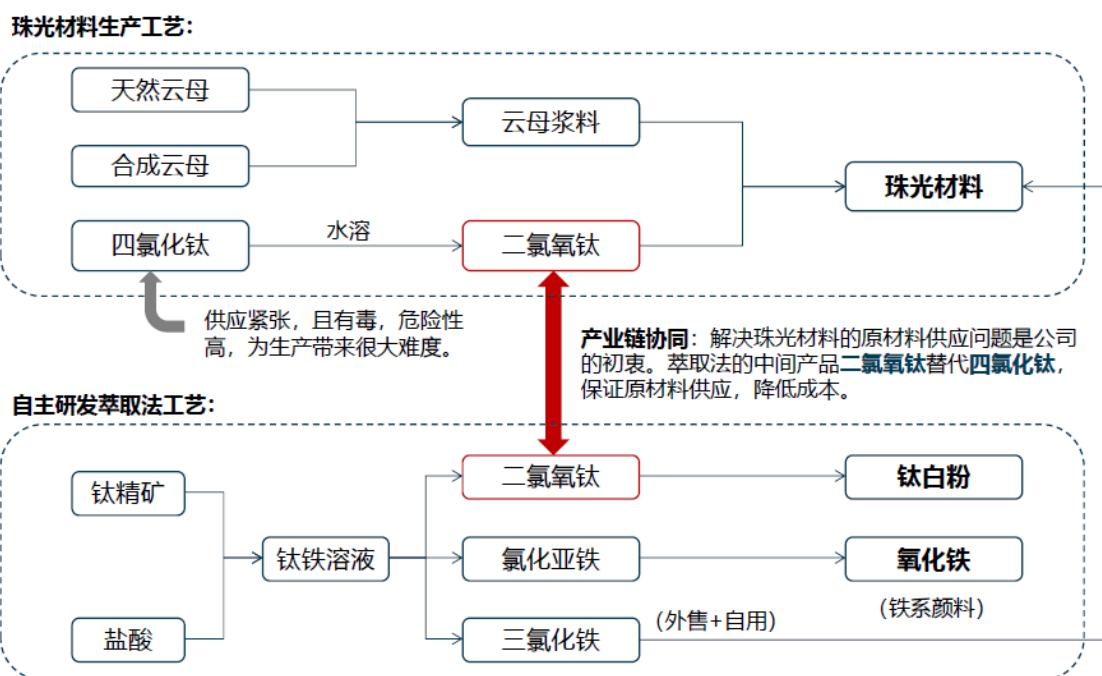 珠光材料生产工艺：
天然云母
合成云母
云母浆料
珠光材料
四氯化钛
水溶
二氯氧钛
供应紧张，且有毒，危险性
高，为生产带来很大难度。
产业链协同：解决珠光材料的原材料供应问题是公司
的初衷。萃取法的中间产品二氯氧钛替代四氯化钛，
保证原材料供应，降低成本。
自主研发萃取法工艺：
钛精矿
盐酸
钛铁溶液
二氯氧钛
钛白粉
氯化亚铁
氧化铁
（铁系颜料）
三氯化铁
（外售+自用）